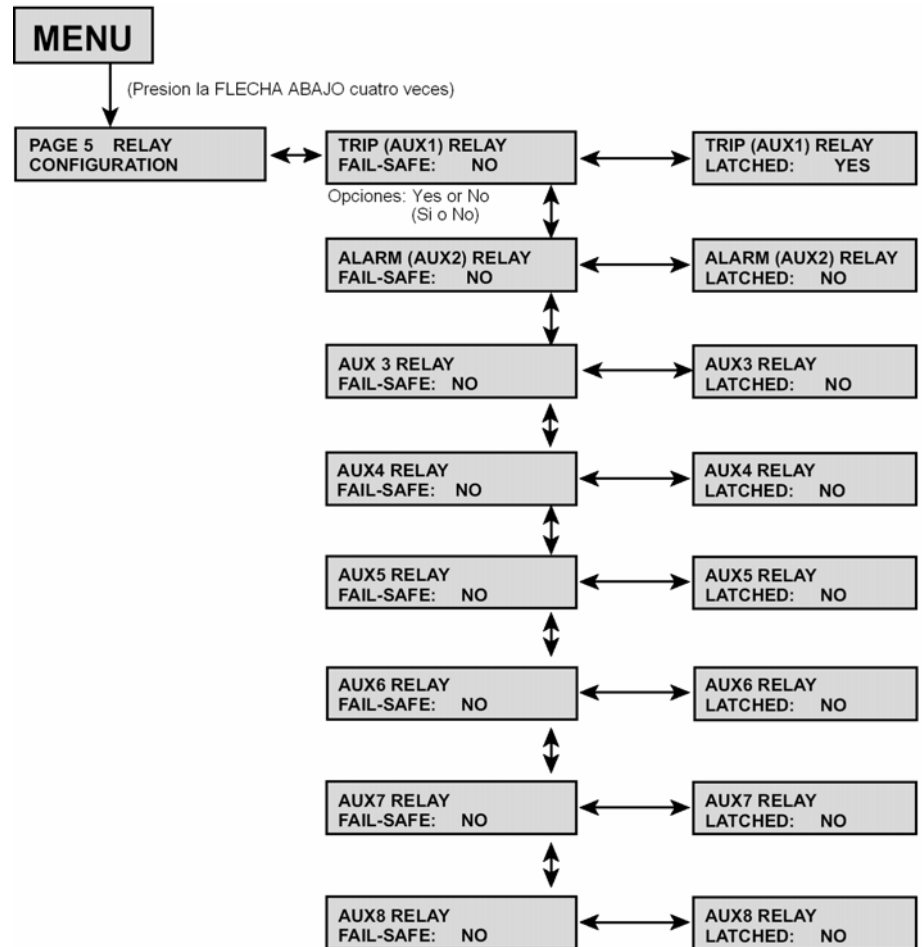 MENU
(Presion la FLECHA ABAJO cuatro veces)
PAGE 5 RELAY
CONFIGURATION
TRIP (AUX1) RELAY
FAIL-SAFE: NO
TRIP (AUX1) RELAY
LATCHED: YES
Opciones: Yes or No
(Si o No)
ALARM (AUX2) RELAY
FAIL-SAFE: NO
ALARM (AUX2) RELAY
LATCHED: NO
AUX 3 RELAY
FAIL-SAFE: NO
AUX3 RELAY
LATCHED: NO
AUX4 RELAY
FAIL-SAFE: NO
AUX4 RELAY
LATCHED: NO
AUX5 RELAY
FAIL-SAFE: NO
AUX5 RELAY
LATCHED: NO
AUX6 RELAY
FAIL-SAFE: NO
AUX6 RELAY
LATCHED: NO
AUX7 RELAY
FAIL-SAFE: NO
AUX7 RELAY
LATCHED: NO
AUX8 RELAY
FAIL-SAFE: NO
AUX8 RELAY
LATCHED: NO